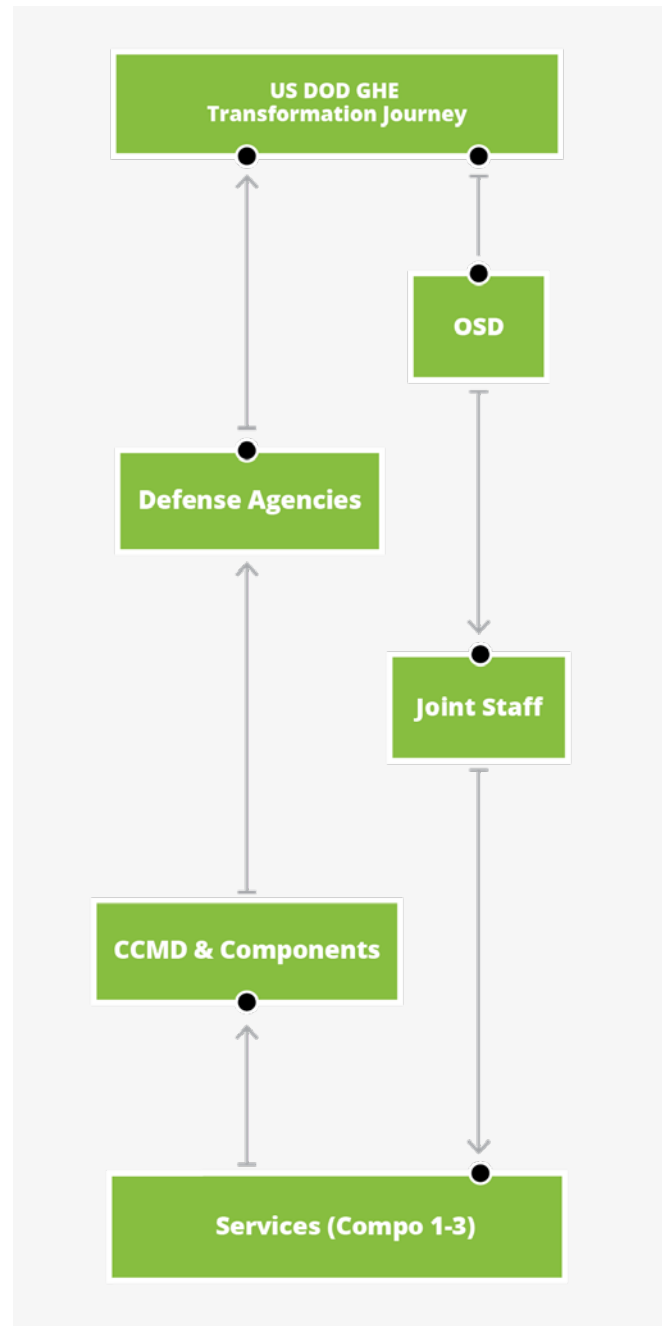 US DOD GHE
Transformation Journey
OSD
Defense Agencies
Joint Staff
CCMD & Components
Services (Compo 1-3)